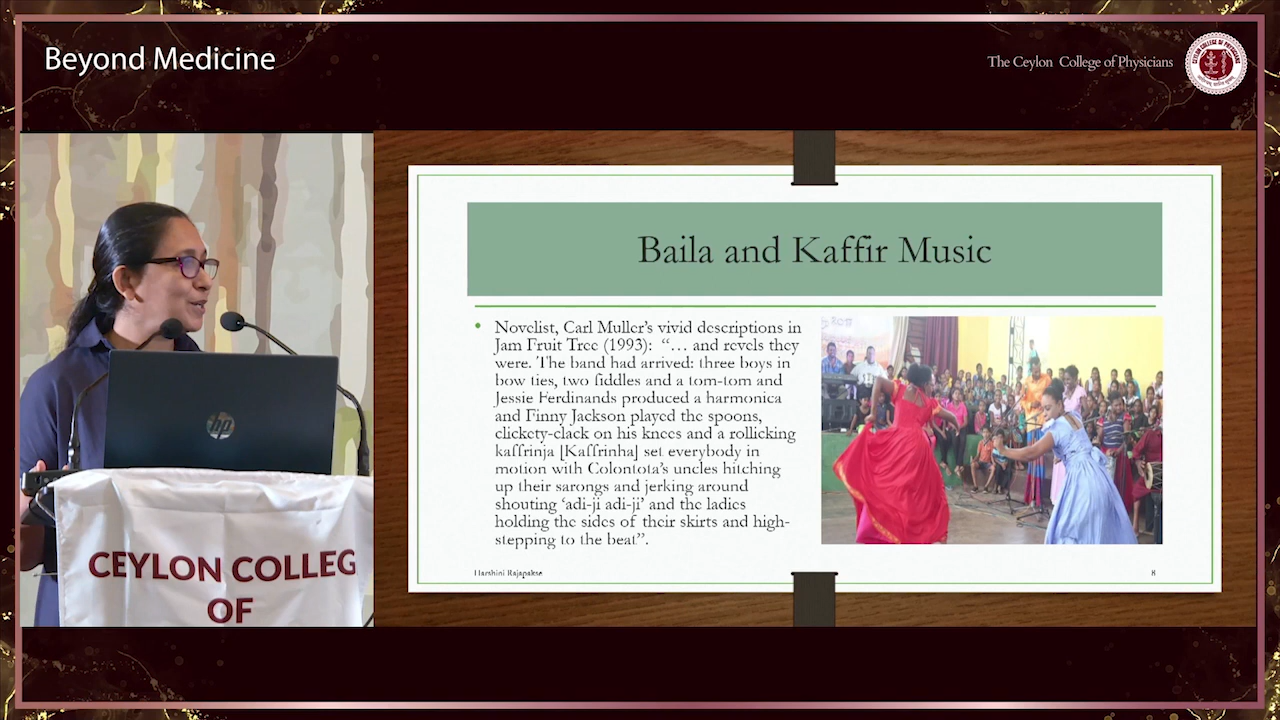 Beyond Medicine
The Ceylon College of Physicians
CEYLON COLLEGE OF PHYSICIANS
hp
CEYLON COLLEG
OF
Baila and Kaffir Music
• Novelist, Carl Muller’s vivid descriptions in
Jam Fruit Tree (1993): “… and revels they
were. The band had arrived: three boys in
bow ties, two fiddles and a tom-tom and
Jessie Ferdinands produced a harmonica
and Finny Jackson played the spoons,
clickety-clack on his knees and a rollicking
kaffrinja [Kaffrinha] set everybody in
motion with Colontota’s uncles hitching
up their sarongs and jerking around
shouting ‘adi-ji adi-ji’ and the ladies
holding the sides of their skirts and high-
stepping to the beat”.
Harshini Rajapakse
8